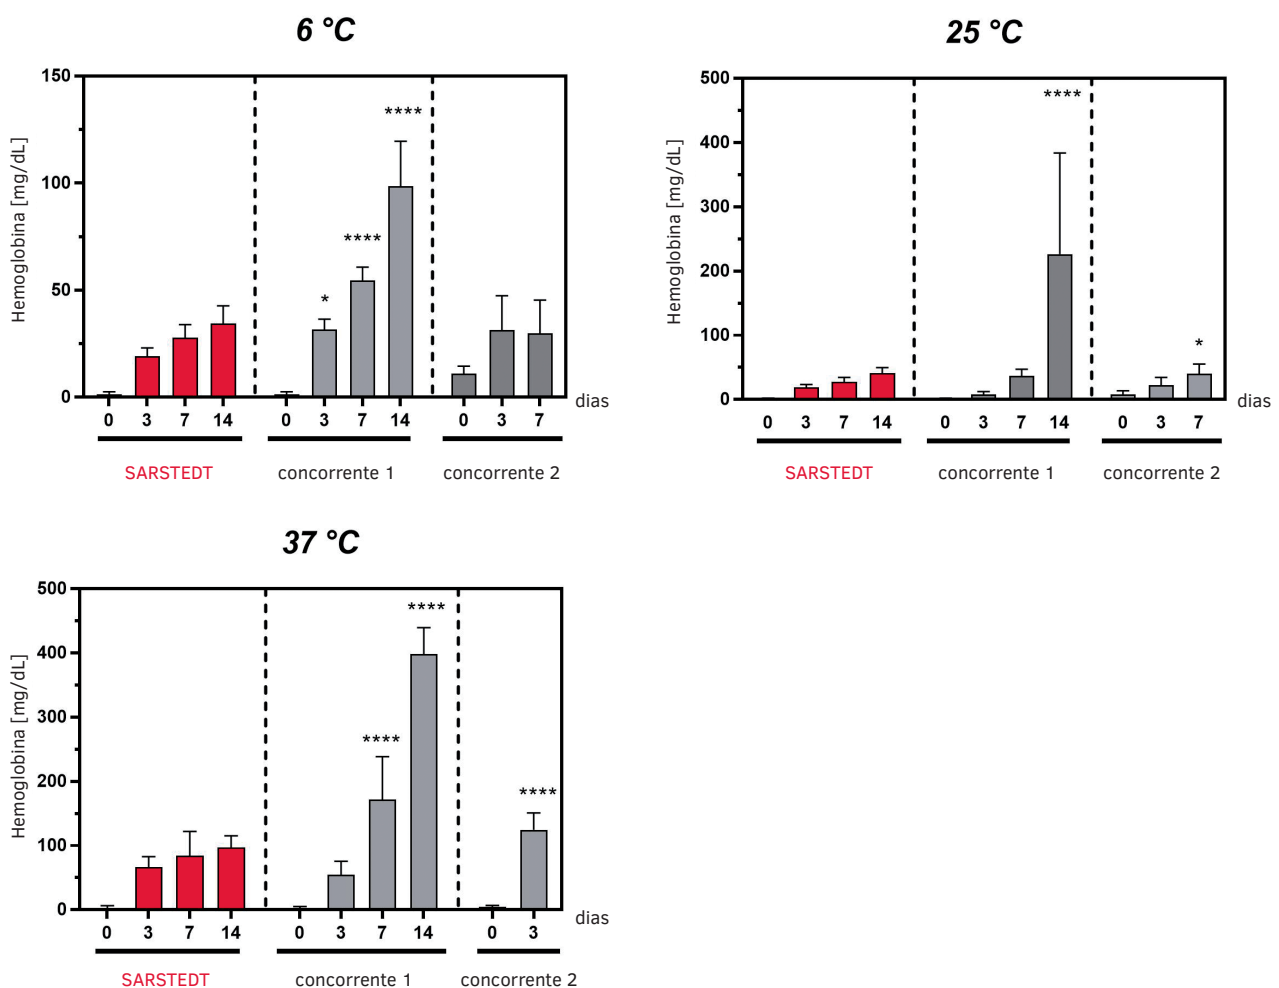 6 °C
Hemoglobina [mg/dL]
150
100
50
0
*
****
****
0 3 7 14 0 3 7 14 0 3 7 dias
SARSTEDT concorrente 1 concorrente 2
25 °C
Hemoglobina [mg/dL]
500
400
300
200
100
0
****
*
0 3 7 14 0 3 7 14 0 3 7 dias
SARSTEDT concorrente 1 concorrente 2
37 °C
Hemoglobina [mg/dL]
500
400
300
200
100
0
****
****
****
0 3 7 14 0 3 7 14 0 3 dias
SARSTEDT concorrente 1 concorrente 2